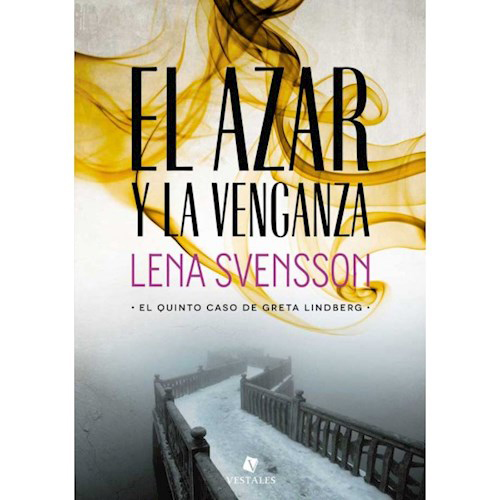 EL AZAR
Y LA VENGANZA
LENA SVENSSON
• EL QUINTO CASO DE GRETA LINDBERG •
VESTALES